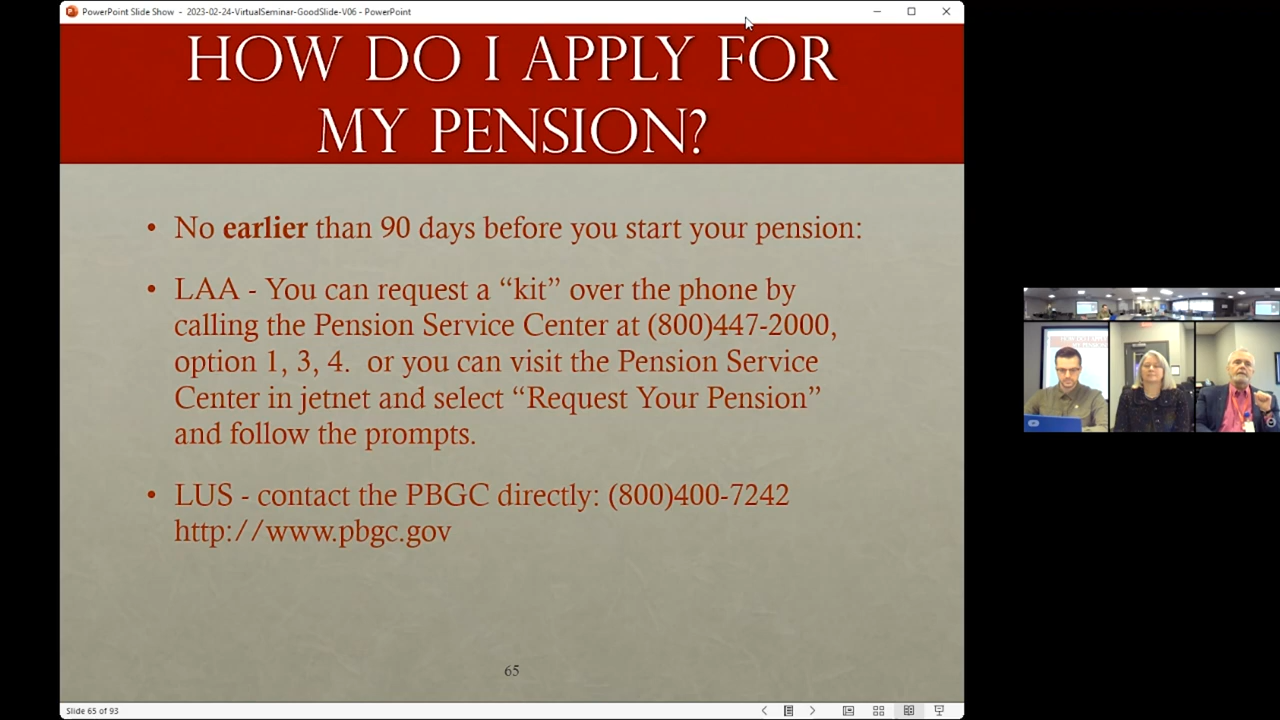 PowerPoint Slide Show - 2023-02-24-VirtualSeminar-GoodSlide-V06 - PowerPoint
HOW DO I APPLY FOR
MY PENSION?
• No earlier than 90 days before you start your pension:
• LAA - You can request a “kit” over the phone by
calling the Pension Service Center at (800)447-2000,
option 1, 3, 4.  or you can visit the Pension Service
Center in jetnet and select “Request Your Pension”
and follow the prompts.
• LUS - contact the PBGC directly: (800)400-7242
http://www.pbgc.gov
65
Slide 65 of 93